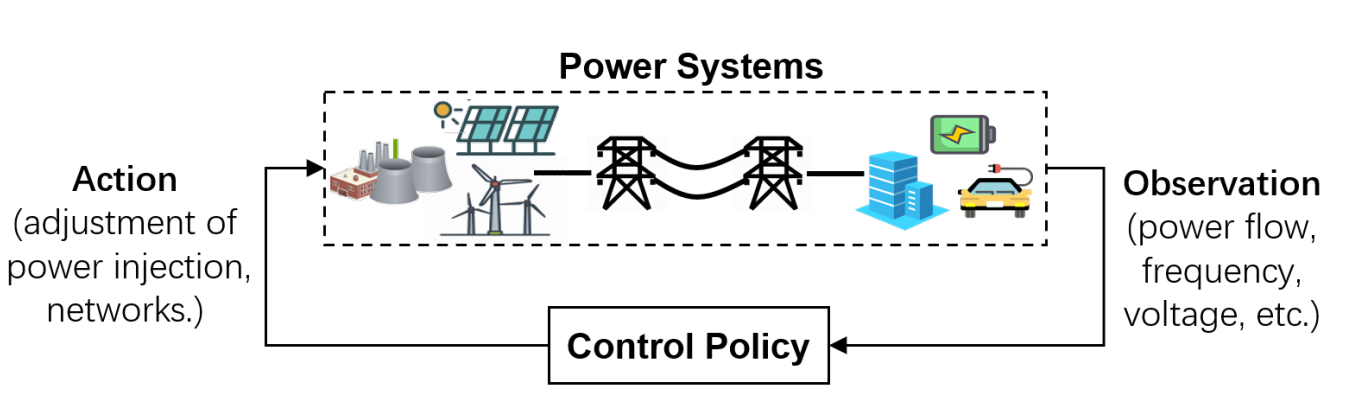 Power Systems
Action
(adjustment of
power injection,
networks.)
Observation
(power flow,
frequency,
voltage, etc.)
Control Policy